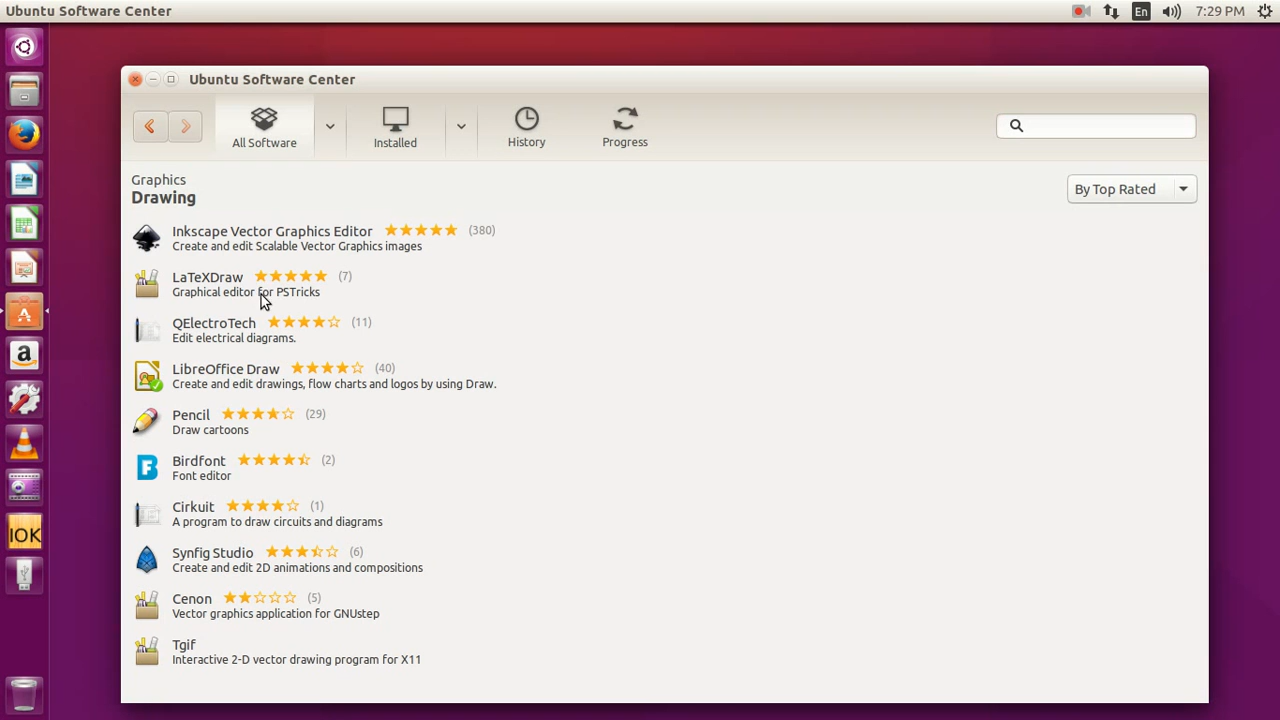 Ubuntu Software Center
En
7:29 PM
Ubuntu Software Center
All Software
Installed
History
Progress
Graphics
Drawing
By Top Rated
Inkscape Vector Graphics Editor (380)
Create and edit Scalable Vector Graphics images
LaTeXDraw (7)
Graphical editor for PSTricks
QElectroTech (11)
Edit electrical diagrams.
LibreOffice Draw (40)
Create and edit drawings, flow charts and logos by using Draw.
Pencil (29)
Draw cartoons
Birdfont (2)
Font editor
Cirkuit (1)
A program to draw circuits and diagrams
Synfig Studio (6)
Create and edit 2D animations and compositions
Cenon (5)
Vector graphics application for GNUstep
Tgif
Interactive 2-D vector drawing program for X11
IOK